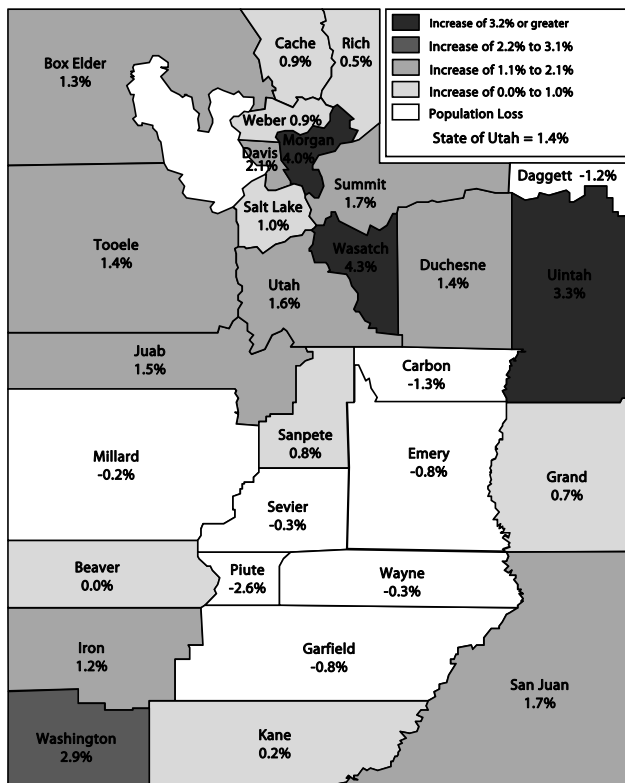 Increase of 3.2% or greater
Increase of 2.2% to 3.1%
Increase of 1.1% to 2.1%
Increase of 0.0% to 1.0%
Population Loss
State of Utah = 1.4%
Box Elder
1.3%
Cache
0.9%
Rich
0.5%
Weber 0.9%
Morgan
4.0%
Davis
2.1%
Summit
1.7%
Daggett -1.2%
Salt Lake
1.0%
Tooele
1.4%
Wasatch
4.3%
Duchesne
1.4%
Uintah
3.3%
Utah
1.6%
Juab
1.5%
Carbon
-1.3%
Sanpete
0.8%
Millard
-0.2%
Emery
-0.8%
Grand
0.7%
Sevier
-0.3%
Beaver
0.0%
Piute
-2.6%
Wayne
-0.3%
Iron
1.2%
Garfield
-0.8%
San Juan
1.7%
Washington
2.9%
Kane
0.2%